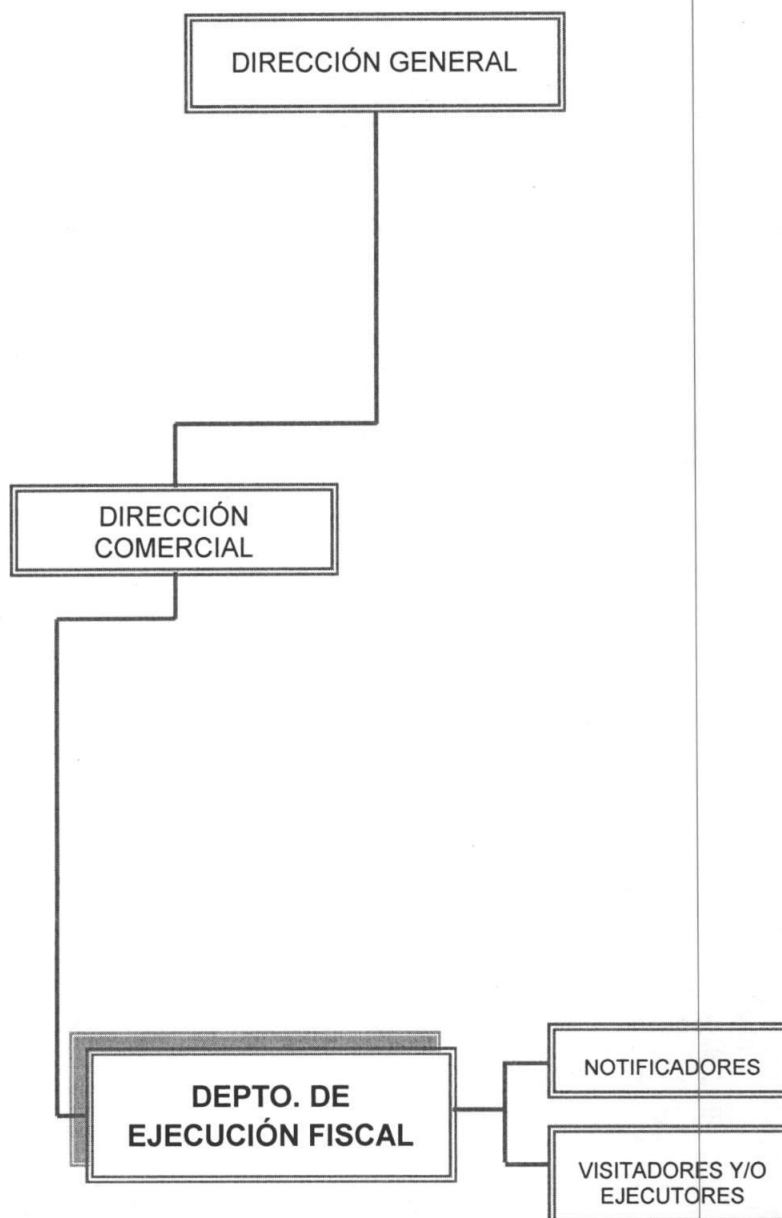 DIRECCIÓN GENERAL
DIRECCIÓN
COMERCIAL
DEPTO. DE
EJECUCIÓN FISCAL
NOTIFICADORES
VISITADORES Y/O
EJECUTORES